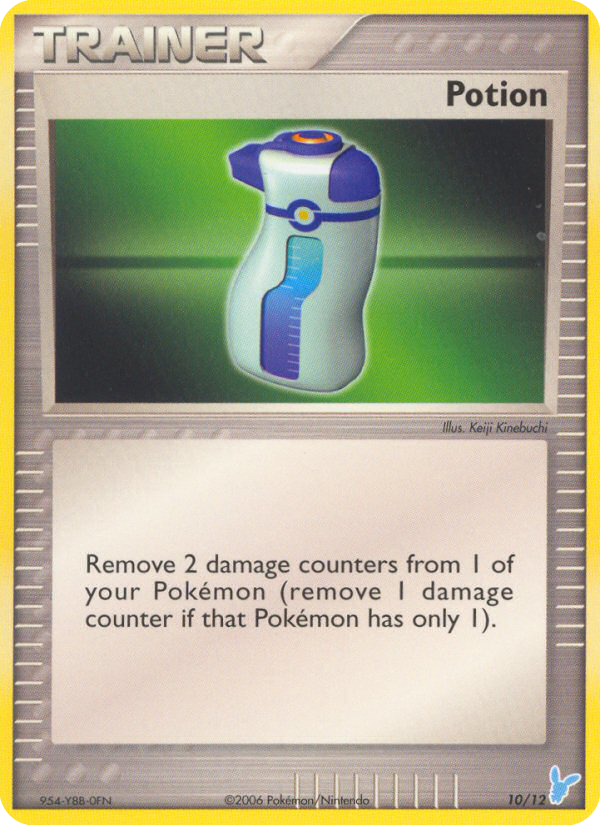 TRAINER
Potion
Illus. Keiji Kinebuchi
Remove 2 damage counters from 1 of
your Pokémon (remove 1 damage
counter if that Pokémon has only 1).
954-Y8B-0FN
©2006 Pokémon/Nintendo
10/12